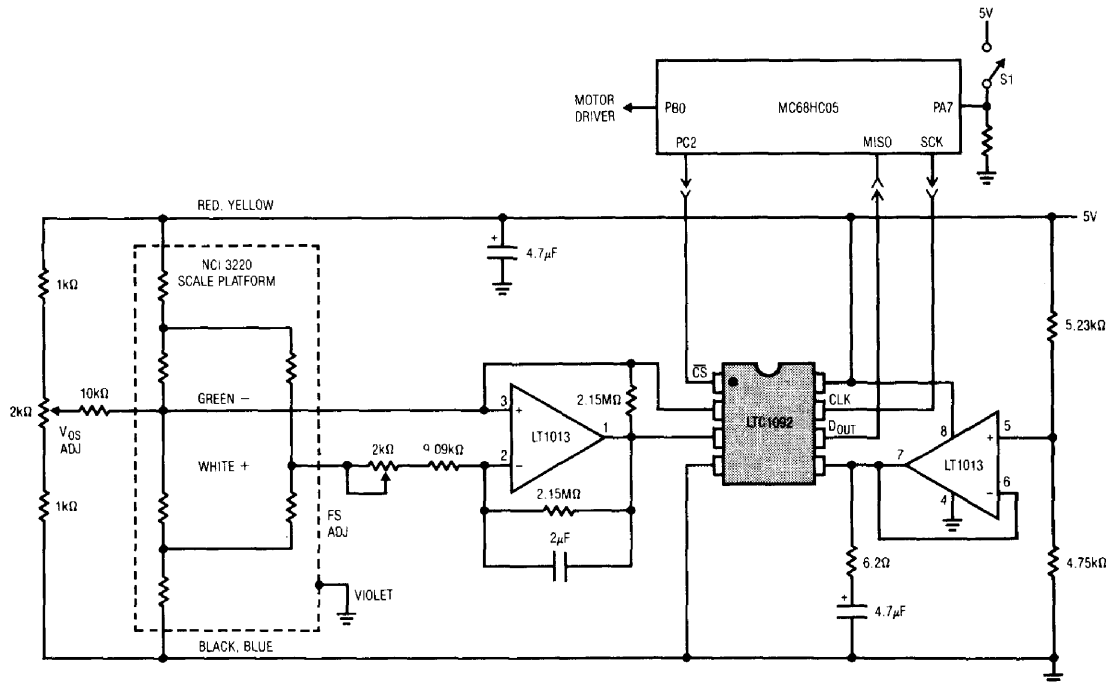 5V
S1
MC68HC05
MOTOR
DRIVER
PB0
PA7
PC2
MISO
SCK
RED, YELLOW
5V
4.7µF
NCI 3220
SCALE PLATFORM
1kΩ
5.23kΩ
10kΩ
2kΩ
VOS
ADJ
GREEN −
3
+
2.15MΩ
CS
CLK
LTC1092
DOUT
8
5
+
1
LT1013
7
LT1013
WHITE +
2kΩ
9.09kΩ
2
−
6
−
4
1kΩ
FS
ADJ
2.15MΩ
2µF
6.2Ω
4.75kΩ
VIOLET
+
4.7µF
BLACK, BLUE